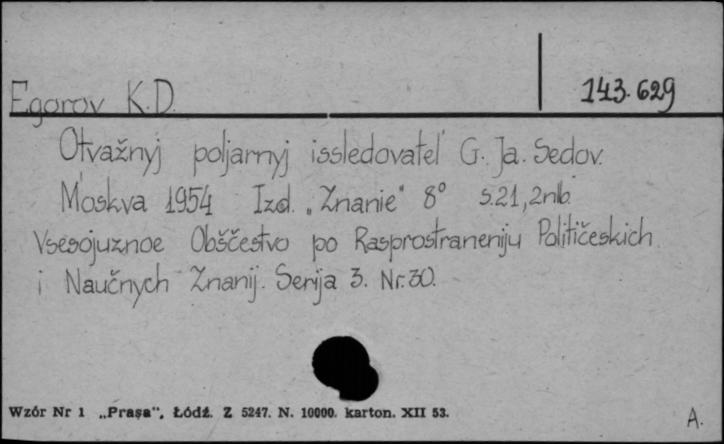 Egorov K.D.
143.629
Otvažnyj poljarnyj issledovatel' G. Ja. Sedov.
Moskva 1954 Izd. „Znanie" 8° s.21,2nlb.
Vsesojuznoe Obščestvo po Rasprostraneniju Političeskich
i Naučnych Znanij. Serija 3. Nr.30.
Wzór Nr 1 „Prasa", Łódź. Z 5247. N. 10000. karton. XII 53.
A.